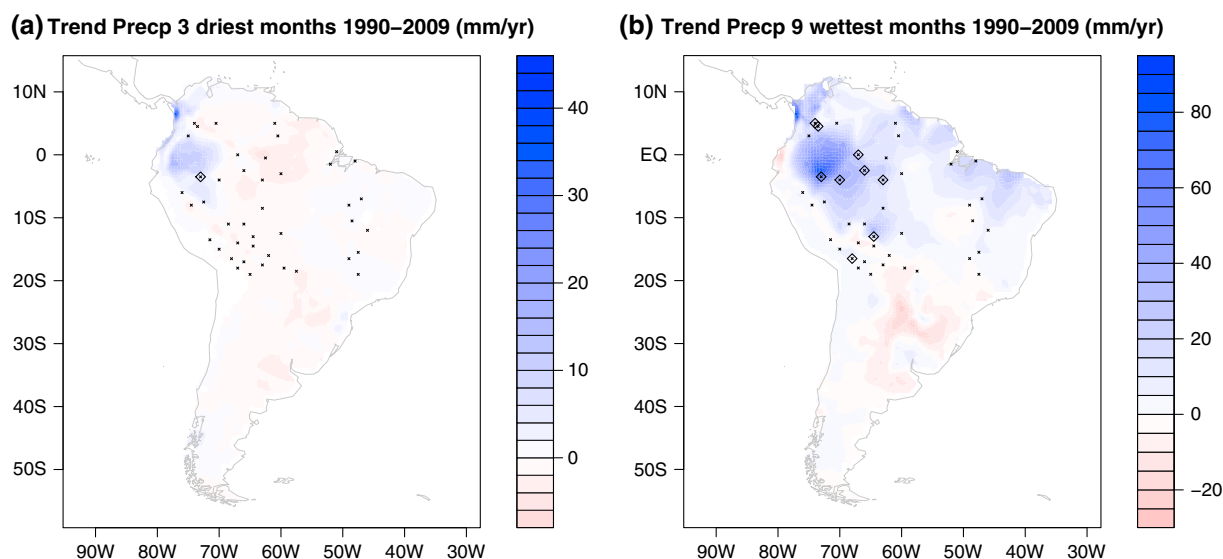 (a) Trend Precp 3 driest months 1990–2009 (mm/yr)
10N
0
10S
20S
30S
40S
50S
90W 80W 70W 60W 50W 40W 30W
40
30
20
10
0
(b) Trend Precp 9 wettest months 1990–2009 (mm/yr)
10N
EQ
10S
20S
30S
40S
50S
90W 80W 70W 60W 50W 40W 30W
80
60
40
20
0
−20